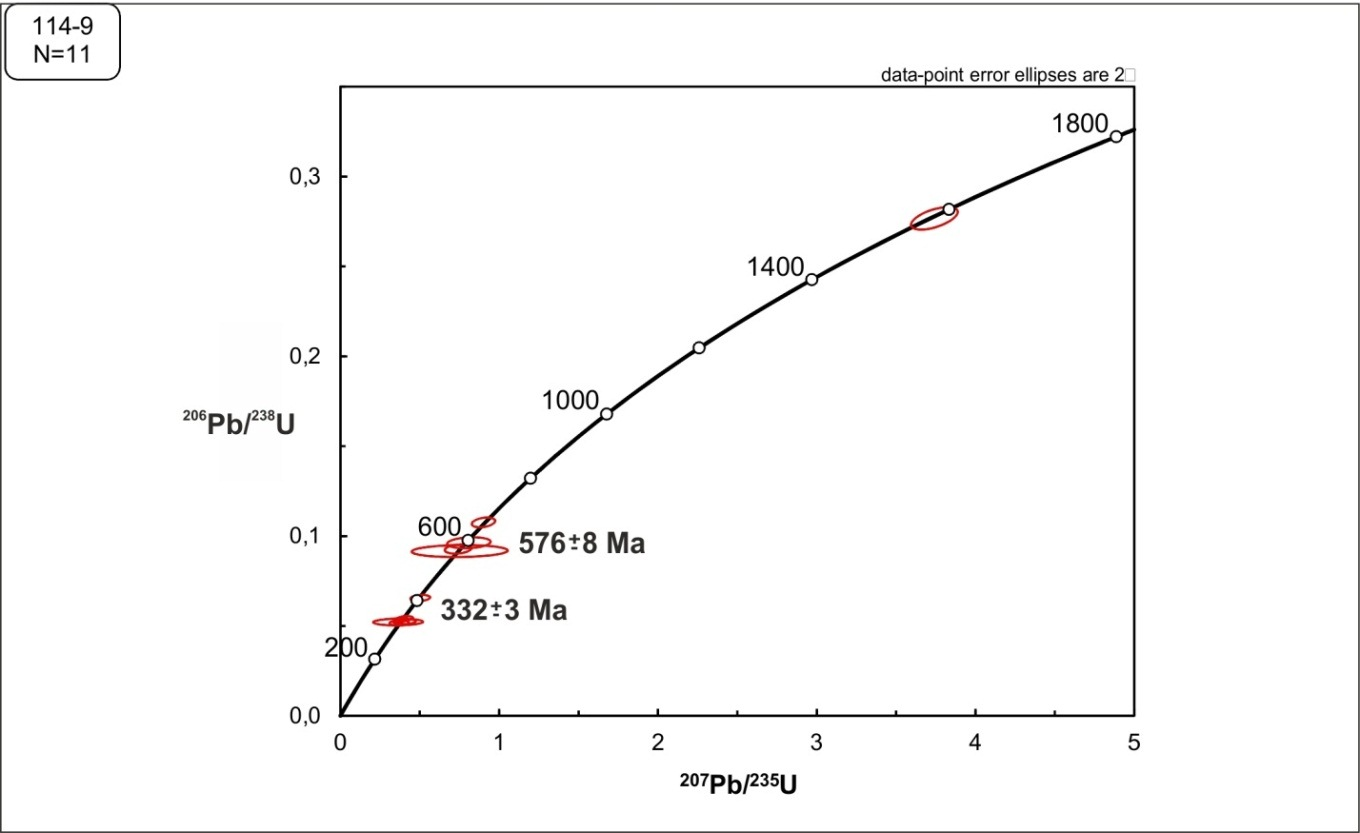 114-9
N=11
data-point error ellipses are 2□
1800
0,3
1400
0,2
1000
²⁰⁶Pb/²³⁸U
600
0,1
576±8 Ma
332±3 Ma
200
0,0
0 1 2 3 4 5
²⁰⁷Pb/²³⁵U